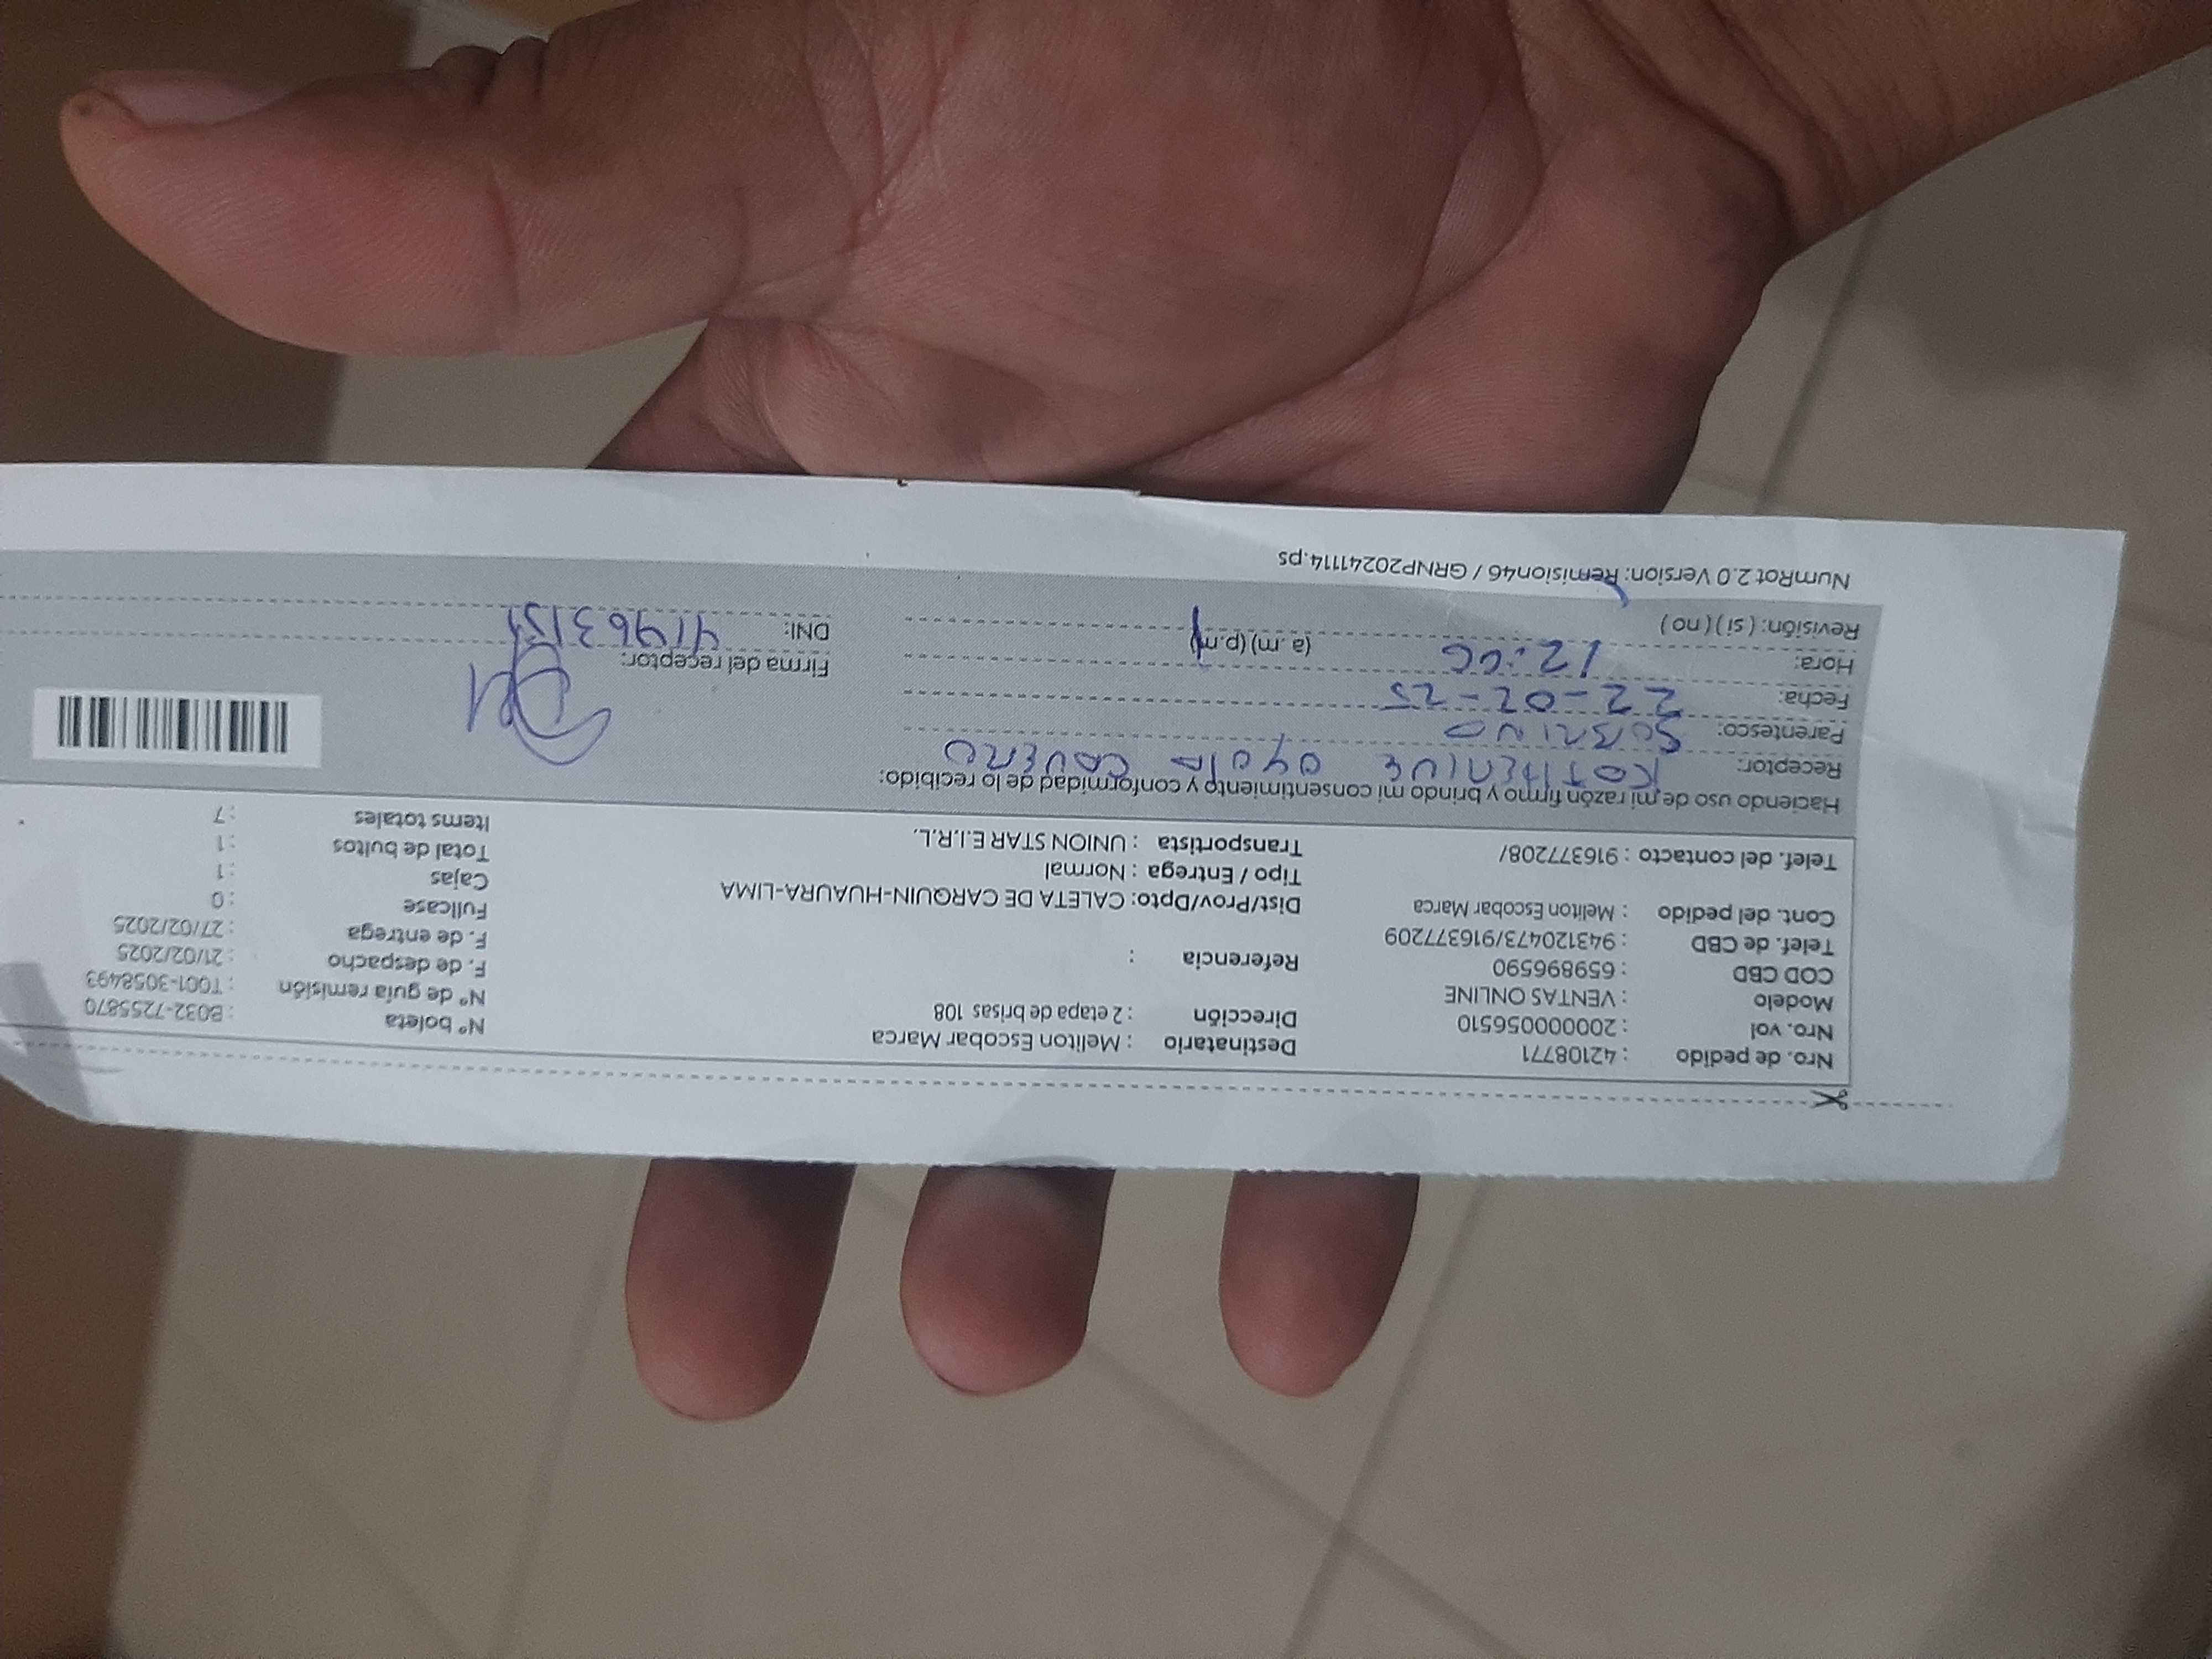 Nro. de pedido : 42108771
Nro. vol : 20000056510
Modelo : VENTAS ONLINE
COD CBD : 659896590
Telef. de CBD : 943120473/916377209
Cont. del pedido : Meliton Escobar Marca
Telef. del contacto : 916377208/
Destinatario : Meliton Escobar Marca
Dirección : 2 etapa de brisas 108
Referencia :
Dist/Prov/Dpto: CALETA DE CARQUIN-HUAURA-LIMA
Tipo / Entrega : Normal
Transportista : UNION STAR E.I.R.L.
N° boleta : B032-7255870
N° de guía remisión : T001-3058493
F. de despacho : 21/02/2025
F. de entrega : 27/02/2025
Fullcase : 0
Cajas : 1
Total de bultos : 1
Items totales : 7
Haciendo uso de mi razón firmo y brindo mi consentimiento y conformidad de lo recibido:
Receptor: CAVERO
Parentesco: SOBRINO
Fecha: 22-02-25
Hora: (a.m) (p.m)
Revisión: ( si ) ( no )
Firma del receptor:
DNI:
NumRot 2.0 Version: Remision46 / GRNP20241114.ps